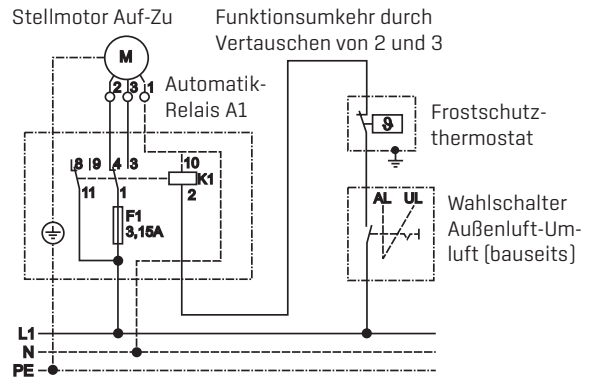 Stellmotor Auf-Zu
Funktionsumkehr durch
Vertauschen von 2 und 3
M
2 3 1
Automatik-
Relais A1
Frostschutz-
thermostat
ϑ
8 9 4 3 10
K1
11 1 2
F1
3,15A
AL UL
Wahlschalter
Außenluft-Um-
luft (bauseits)
L1
N
PE